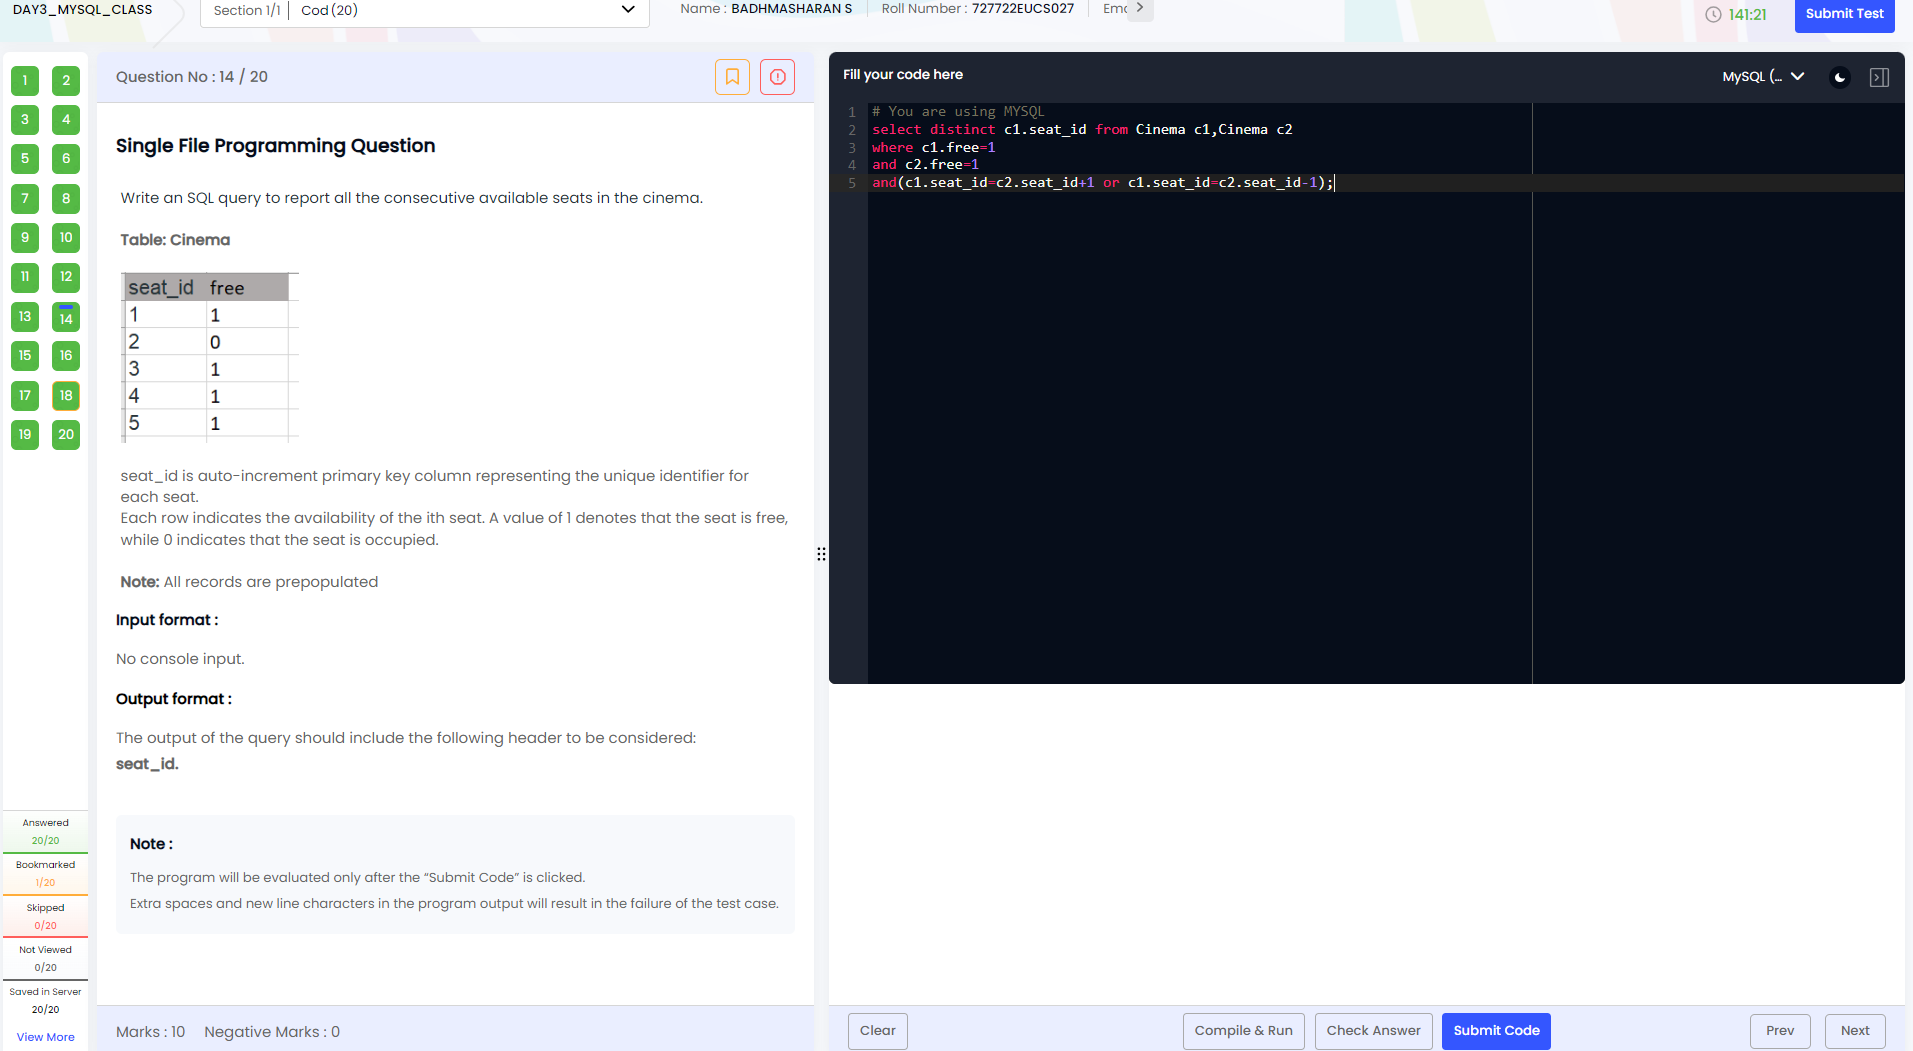 DAY3_MYSQL_CLASS
Section 1/1 | Cod (20)
Name : BADHMASHARAN S
Roll Number : 727722EUCS027
141:21
Submit Test
1 2
3 4
5 6
7 8
9 10
11 12
13 14
15 16
17 18
19 20
Answered
20/20
Bookmarked
1/20
Skipped
0/20
Not Viewed
0/20
Saved in Server
20/20
View More
Question No : 14 / 20
Single File Programming Question
Write an SQL query to report all the consecutive available seats in the cinema.
Table: Cinema
seat_id free
1 1
2 0
3 1
4 1
5 1
seat_id is auto-increment primary key column representing the unique identifier for
each seat.
Each row indicates the availability of the ith seat. A value of 1 denotes that the seat is free,
while 0 indicates that the seat is occupied.
Note: All records are prepopulated
Input format :
No console input.
Output format :
The output of the query should include the following header to be considered:
seat_id.
Note :
The program will be evaluated only after the “Submit Code” is clicked.
Extra spaces and new line characters in the program output will result in the failure of the test case.
Marks : 10 Negative Marks : 0
Fill your code here
MySQL (...
1 # You are using MYSQL
2 select distinct c1.seat_id from Cinema c1,Cinema c2
3 where c1.free=1
4 and c2.free=1
5 and(c1.seat_id=c2.seat_id+1 or c1.seat_id=c2.seat_id-1);
Clear
Compile & Run
Check Answer
Submit Code
Prev
Next